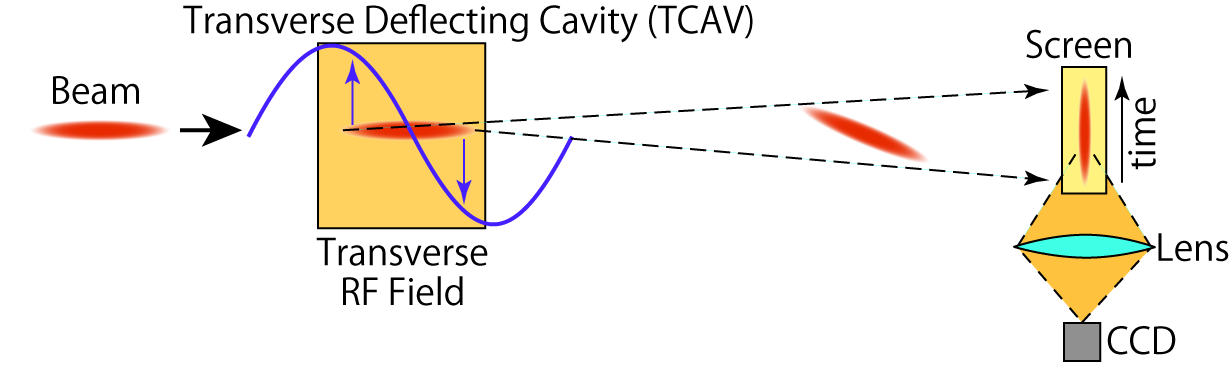 Transverse Deflecting Cavity (TCAV)
Beam
Screen
time
Transverse
RF Field
Lens
CCD